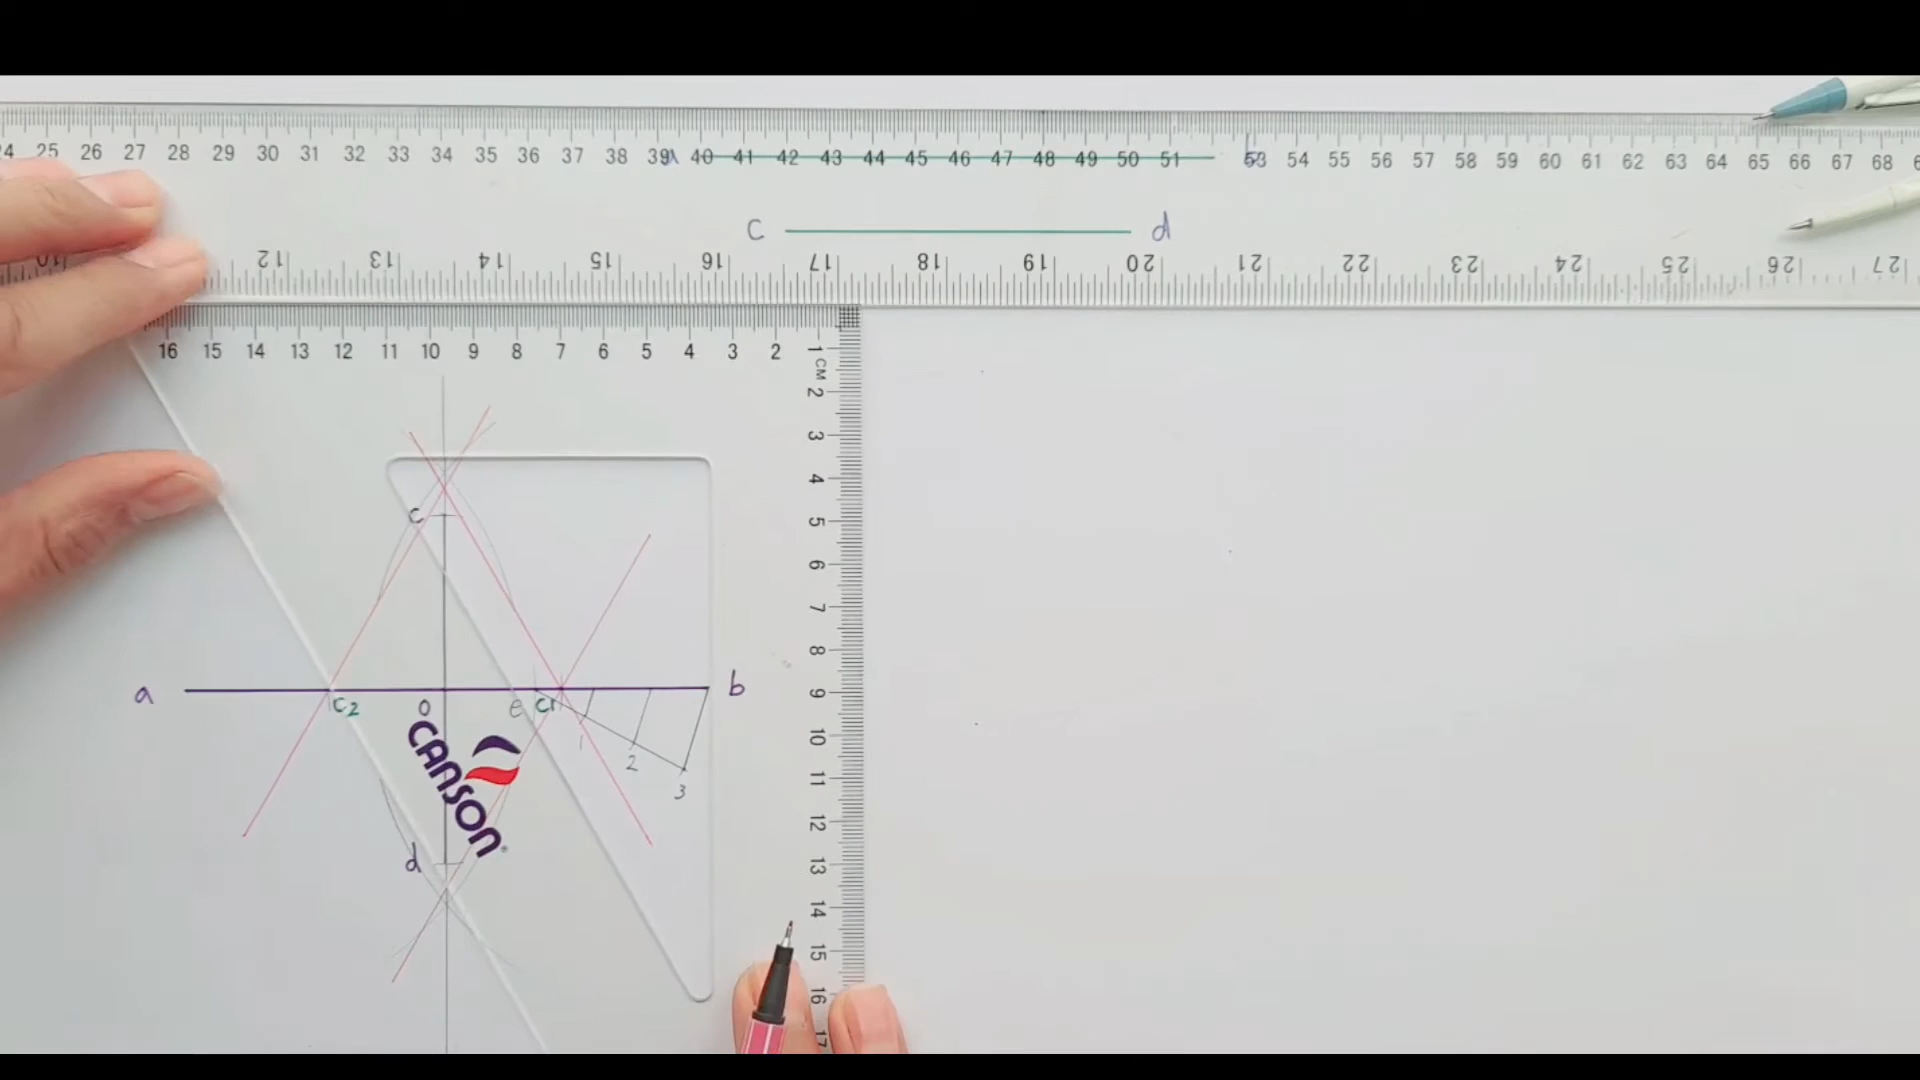 24 25 26 27 28 29 30 31 32 33 34 35 36 37 38 39 40 41 42 43 44 45 46 47 48 49 50 51 53 54 55 56 57 58 59 60 61 62 63 64 65 66 67 68
c d
10 12 13 14 15 16 17 18 19 20 21 22 23 24 25 26 27
16 15 14 13 12 11 10 9 8 7 6 5 4 3 2 1 CM
2
3
4
c
5
6
7
8
a b
9
c2 o e c1
CANSON
1
2
3
10
11
12
d
13
14
15
16
17